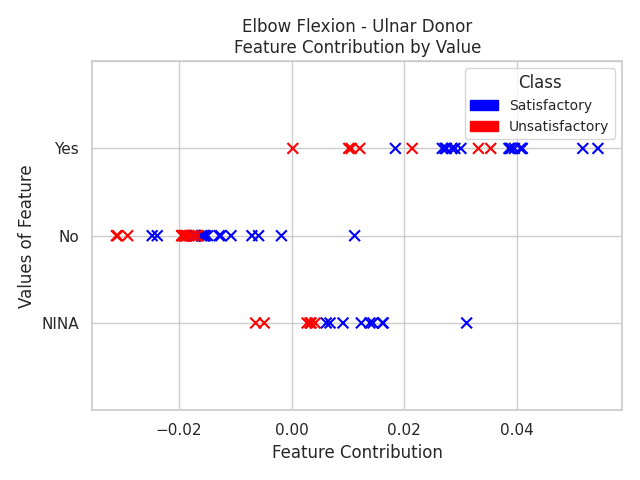 Elbow Flexion - Ulnar Donor
Feature Contribution by Value
Class
Satisfactory
Unsatisfactory
Values of Feature
Yes
No
NINA
−0.02
0.00
0.02
0.04
Feature Contribution